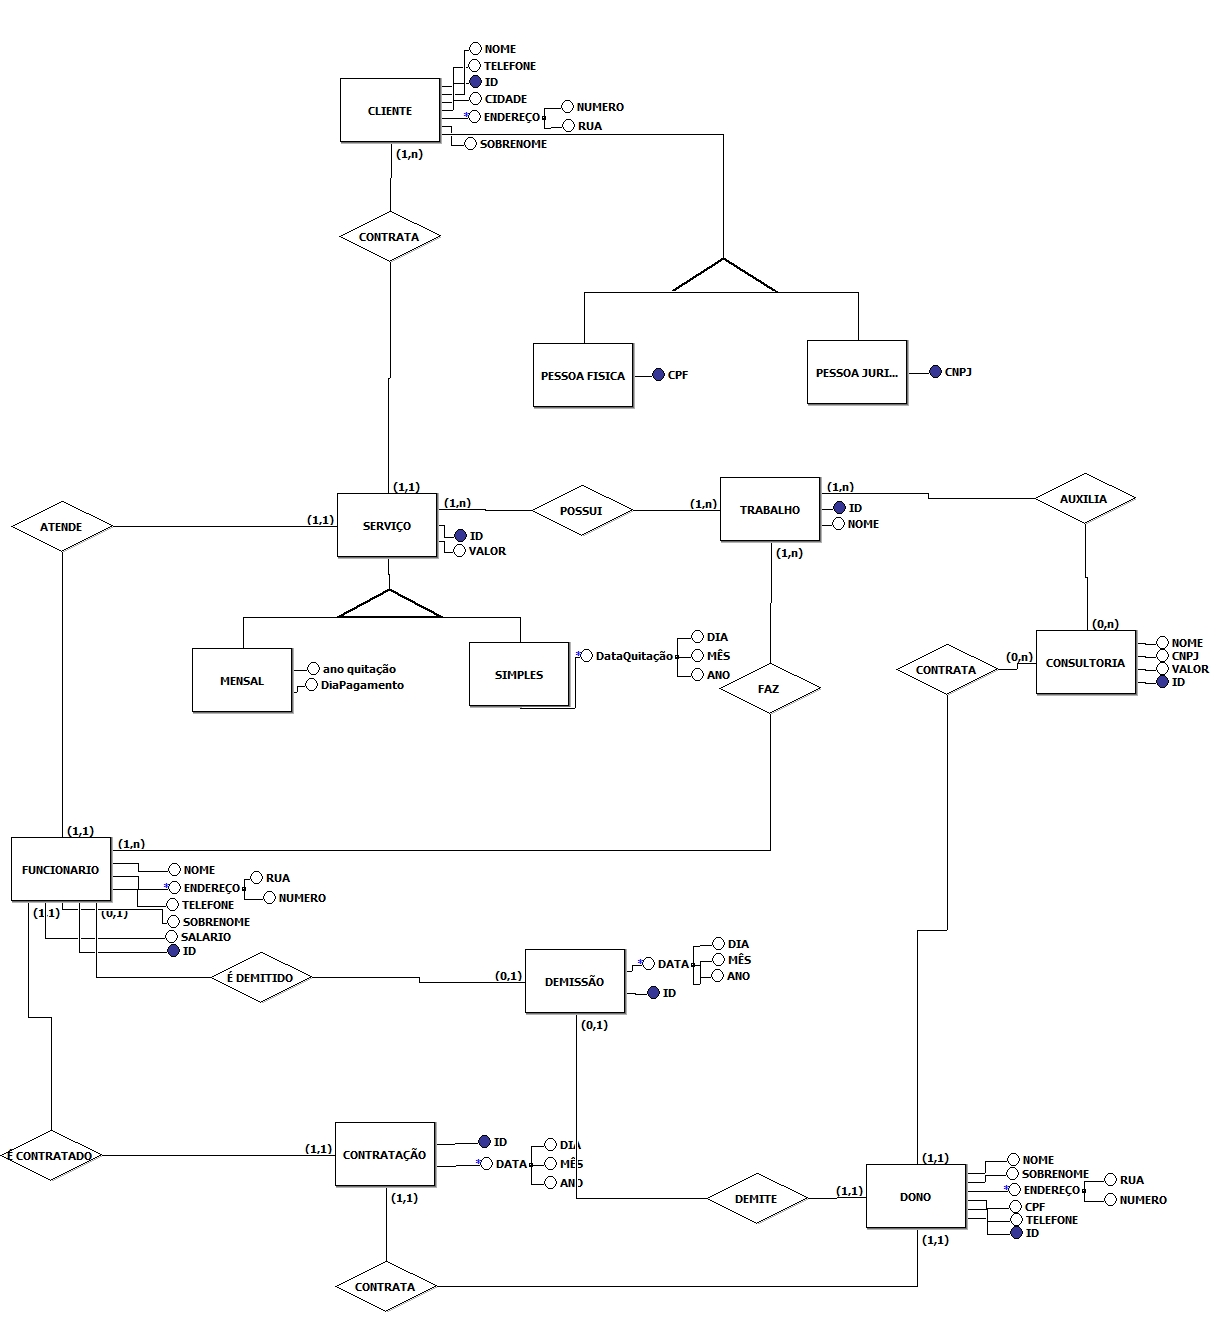 NOME
TELEFONE
ID
CIDADE
CLIENTE
* ENDEREÇO
NUMERO
RUA
SOBRENOME
(1,n)
CONTRATA
PESSOA FISICA
CPF
PESSOA JURI...
CNPJ
(1,1)
(1,n)
(1,n)
(1,n)
ATENDE
(1,1)
SERVIÇO
POSSUI
TRABALHO
AUXILIA
ID
NOME
ID
VALOR
(1,n)
(0,n)
MENSAL
ano quitação
DiaPagamento
SIMPLES
* DataQuitação
DIA
MÊS
ANO
FAZ
CONTRATA
(0,n)
CONSULTORIA
NOME
CNPJ
VALOR
ID
(1,1)
(1,n)
FUNCIONARIO
NOME
* ENDEREÇO
RUA
NUMERO
TELEFONE
SOBRENOME
SALARIO
ID
(1,1)
(0,1)
É DEMITIDO
(0,1)
DEMISSÃO
* DATA
DIA
MÊS
ANO
ID
(0,1)
É CONTRATADO
(1,1)
CONTRATAÇÃO
ID
* DATA
DIA
MÊS
ANO
(1,1)
DEMITE
(1,1)
(1,1)
DONO
NOME
SOBRENOME
* ENDEREÇO
RUA
NUMERO
CPF
TELEFONE
ID
(1,1)
CONTRATA